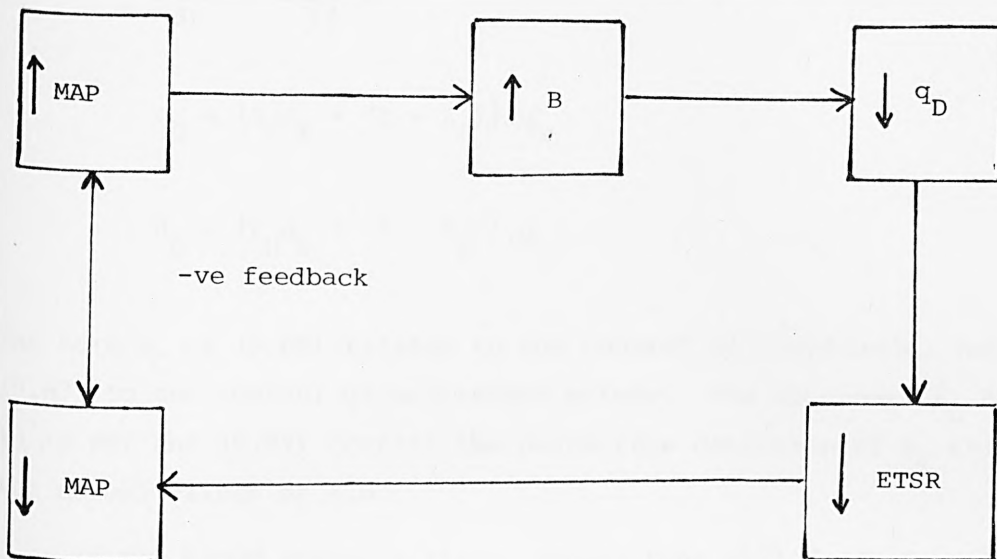 ↑ MAP
↑ B
↓ q_D
-ve feedback
↓ MAP
↓ ETSR